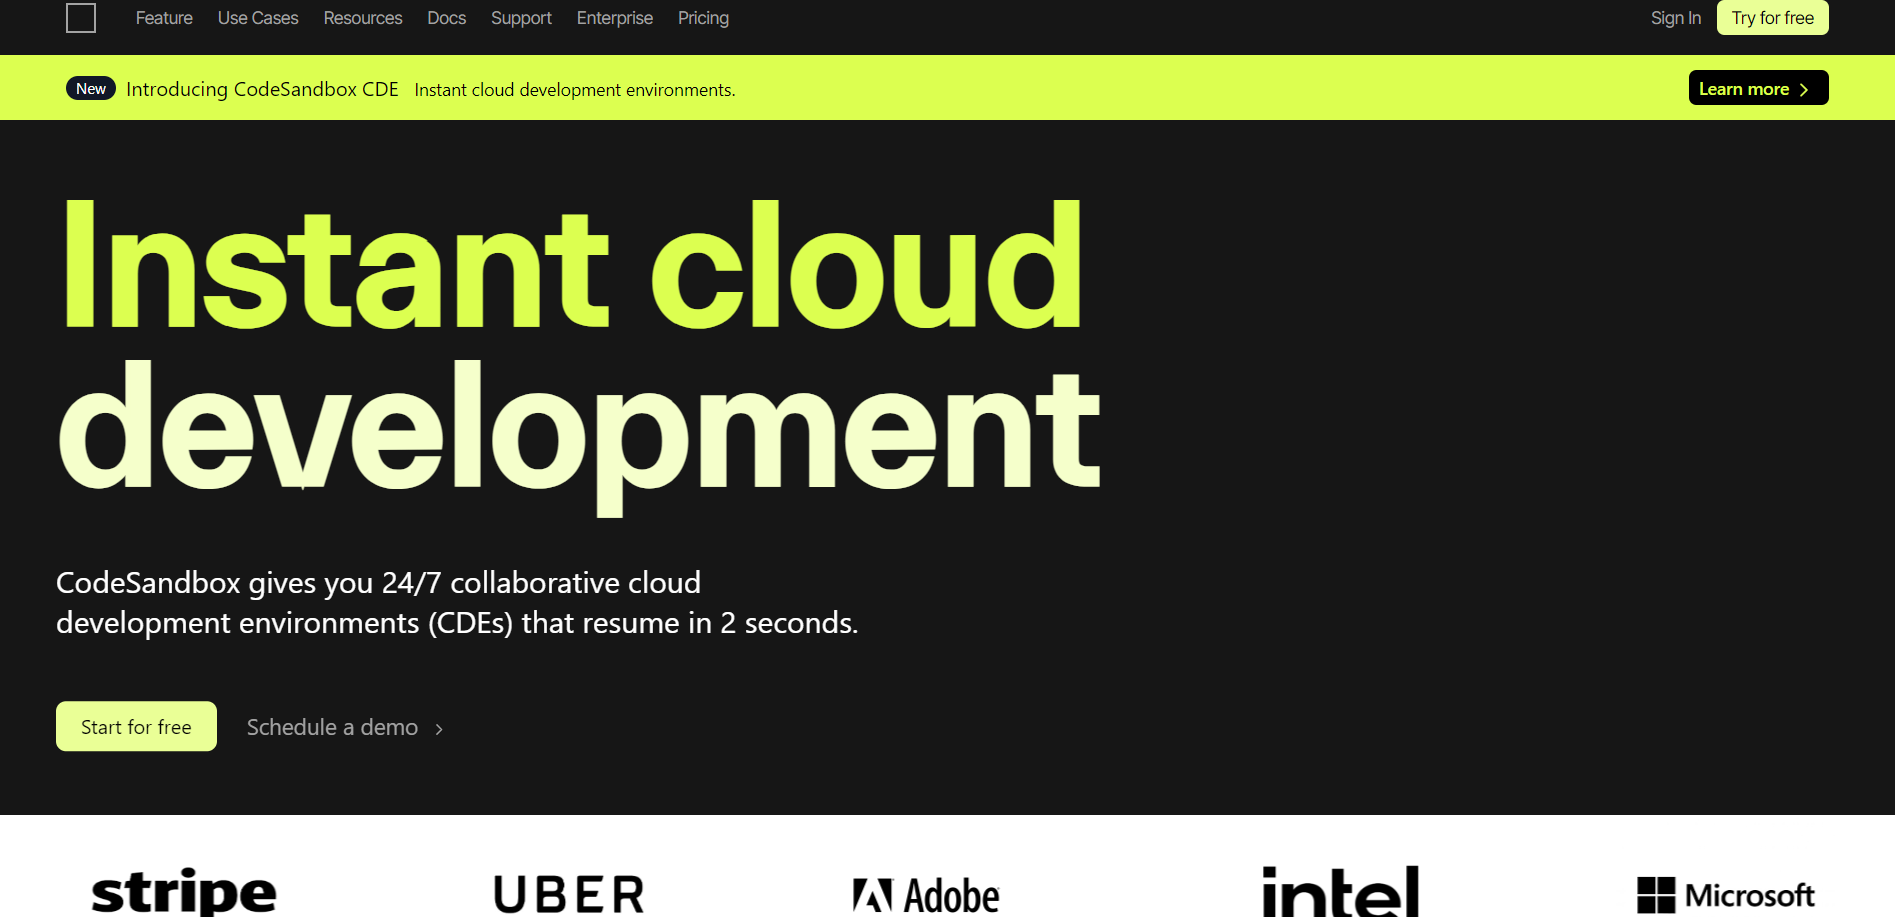 Feature Use Cases Resources Docs Support Enterprise Pricing Sign In Try for free
New Introducing CodeSandbox CDE Instant cloud development environments. Learn more
Instant cloud
development
CodeSandbox gives you 24/7 collaborative cloud
development environments (CDEs) that resume in 2 seconds.
Start for free Schedule a demo
stripe UBER Adobe intel Microsoft